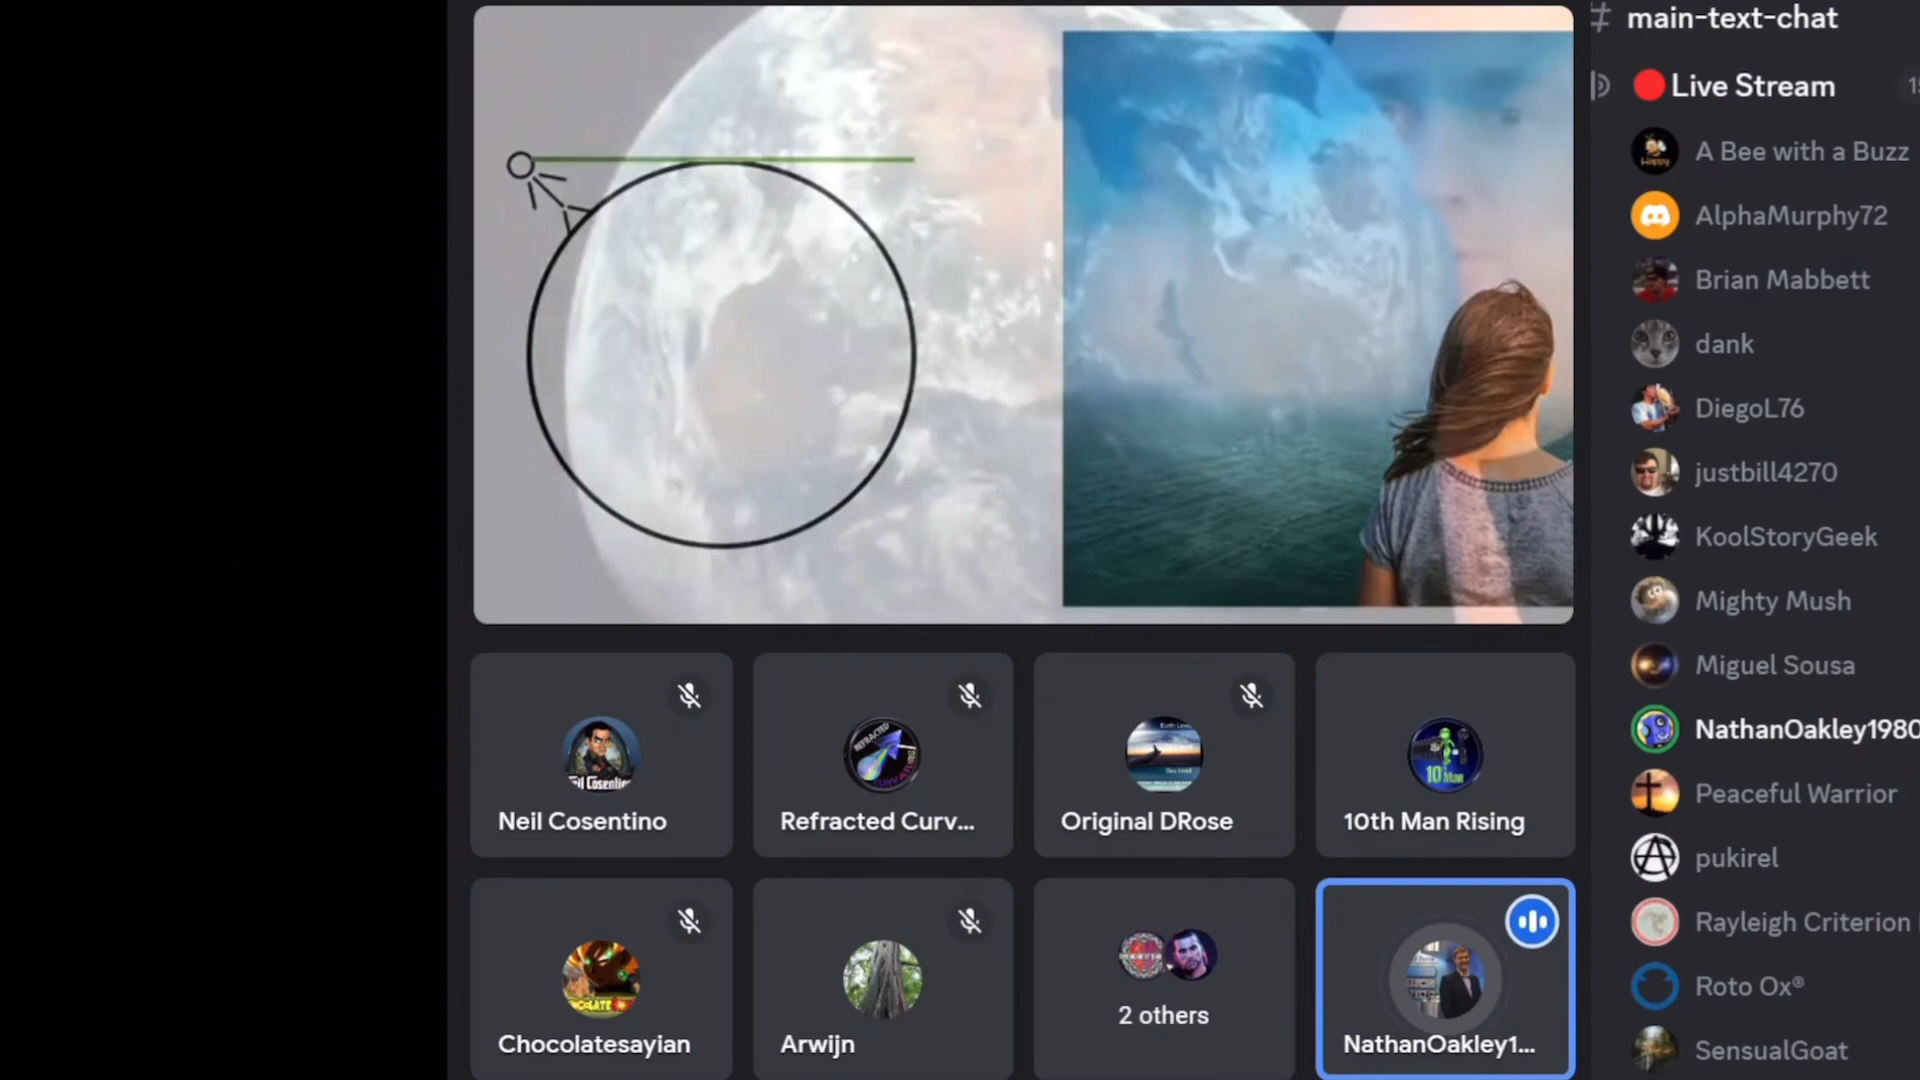 main-text-chat
Live Stream
A Bee with a Buzz
AlphaMurphy72
Brian Mabbett
dank
DiegoL76
justbill4270
KoolStoryGeek
Mighty Mush
Miguel Sousa
NathanOakley1980
Peaceful Warrior
pukirel
Rayleigh Criterion
Roto Ox®
SensualGoat
Neil Cosentino
Refracted Curv...
Original DRose
10th Man Rising
10 Man
Chocolatesayian
Arwijn
2 others
NathanOakley1...